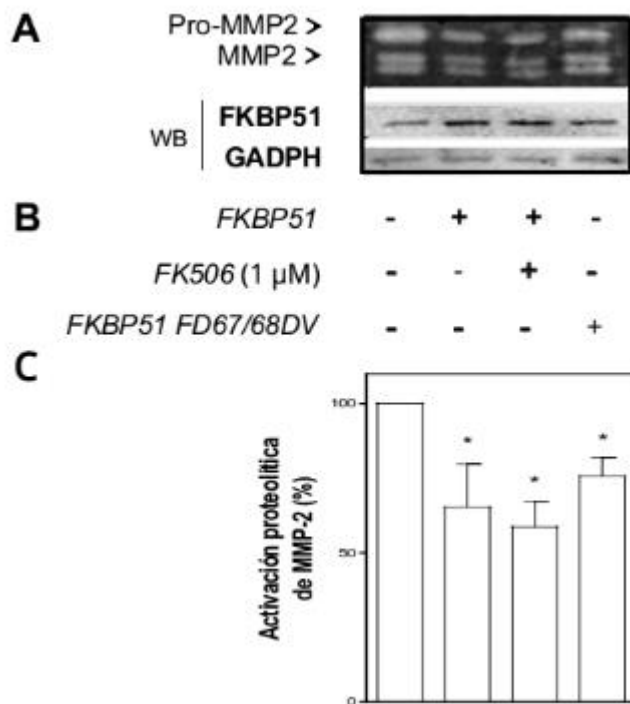 A
Pro-MMP2 >
MMP2 >
WB
FKBP51
GADPH
B
FKBP51 - + + -
FK506 (1 µM) - - + -
FKBP51 FD67/68DV - - - +
C
Activación proteolítica
de MMP-2 (%)
100
* * *
50
0